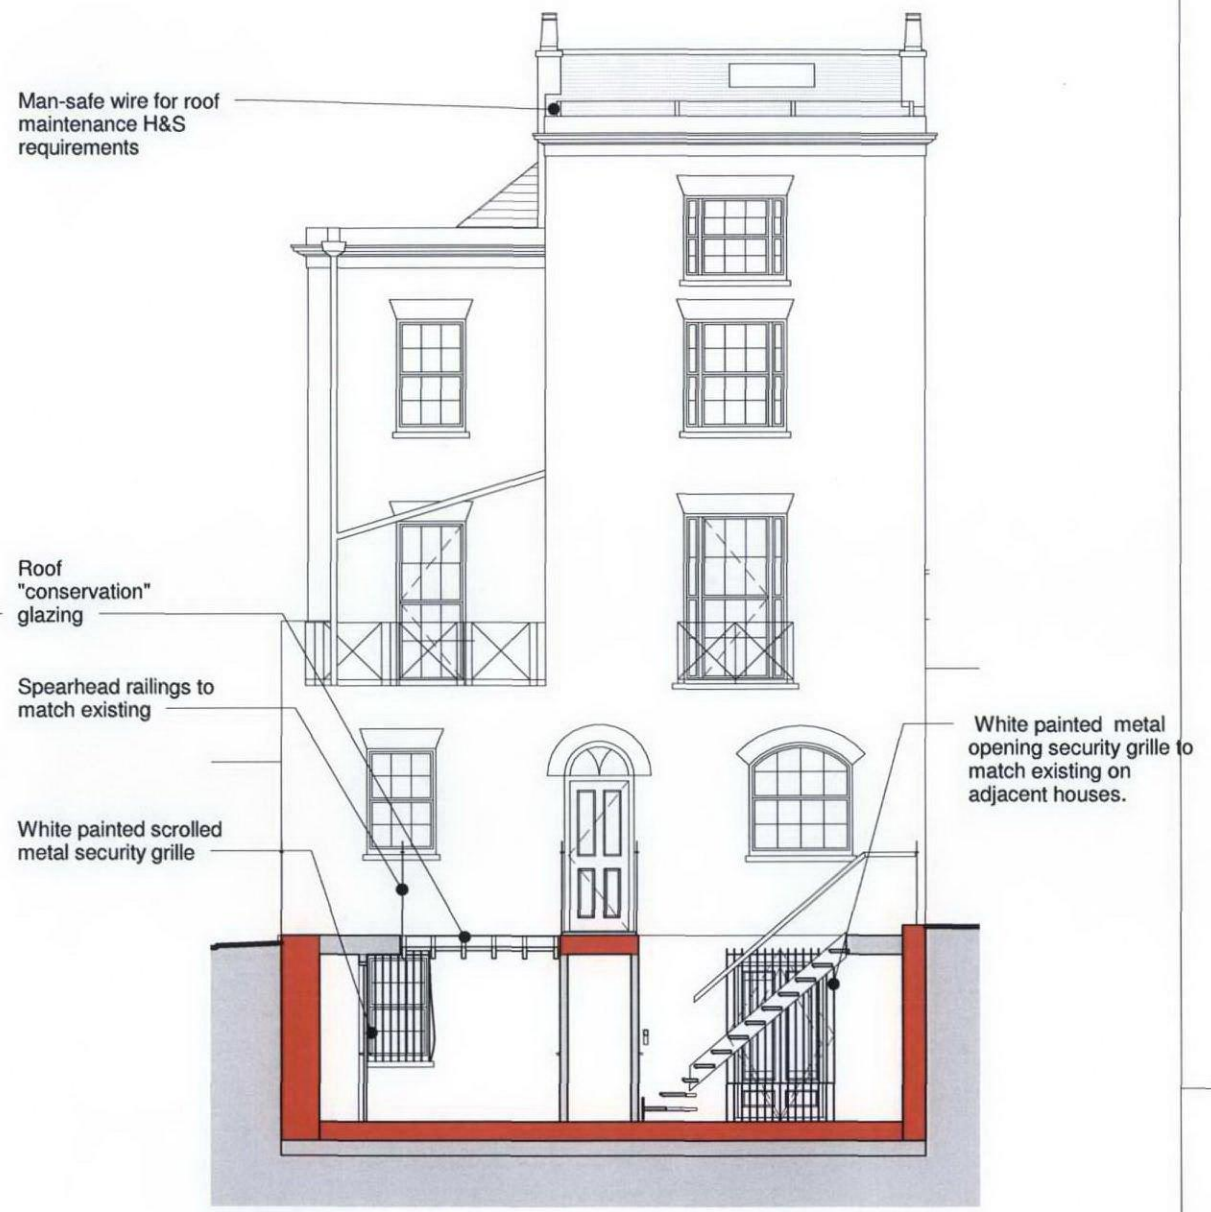 Man-safe wire for roof
maintenance H&S
requirements
Roof
"conservation"
glazing
Spearhead railings to
match existing
White painted scrolled
metal security grille
White painted metal
opening security grille to
match existing on
adjacent houses.